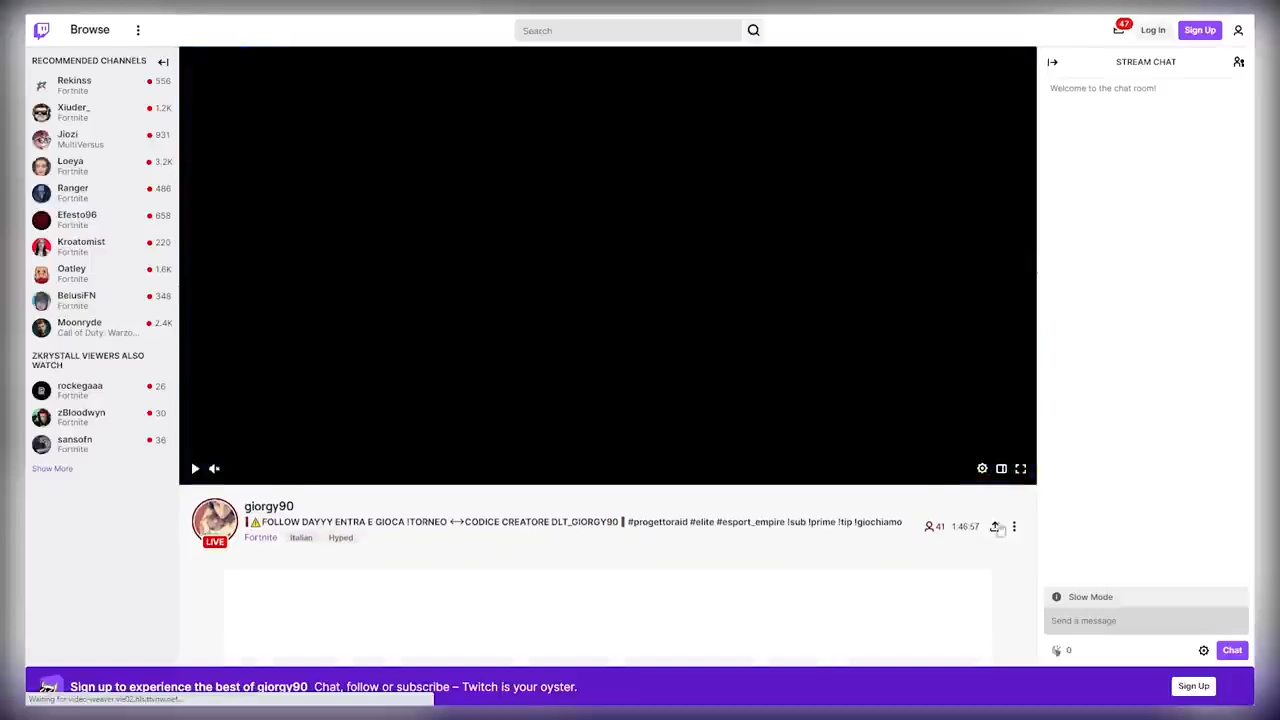 Browse
Search
47
Log In
Sign Up
RECOMMENDED CHANNELS
Rekinss
556
Fortnite
Xiuder_
1.2K
Fortnite
Jiozi
931
MultiVersus
Loeya
3.2K
Fortnite
Ranger
486
Fortnite
Efesto96
658
Fortnite
Kroatomist
220
Fortnite
Oatley
1.6K
Fortnite
BelusiFN
348
Fortnite
Moonryde
2.4K
Call of Duty: Warzo...
ZKRYSTALL VIEWERS ALSO
WATCH
rockegaaa
26
Fortnite
zBloodwyn
30
Fortnite
sansofn
36
Fortnite
Show More
giorgy90
FOLLOW DAYYY ENTRA E GIOCA !TORNEO <->CODICE CREATORE DLT_GIORGY90 #progettoraid #elite #esport_empire !sub !prime !tip !giochiamo
LIVE
Fortnite Italian Hyped
41 1:46:57
STREAM CHAT
Welcome to the chat room!
Slow Mode
Send a message
0
Chat
Sign up to experience the best of giorgy90 Chat, follow or subscribe – Twitch is your oyster.
Sign Up